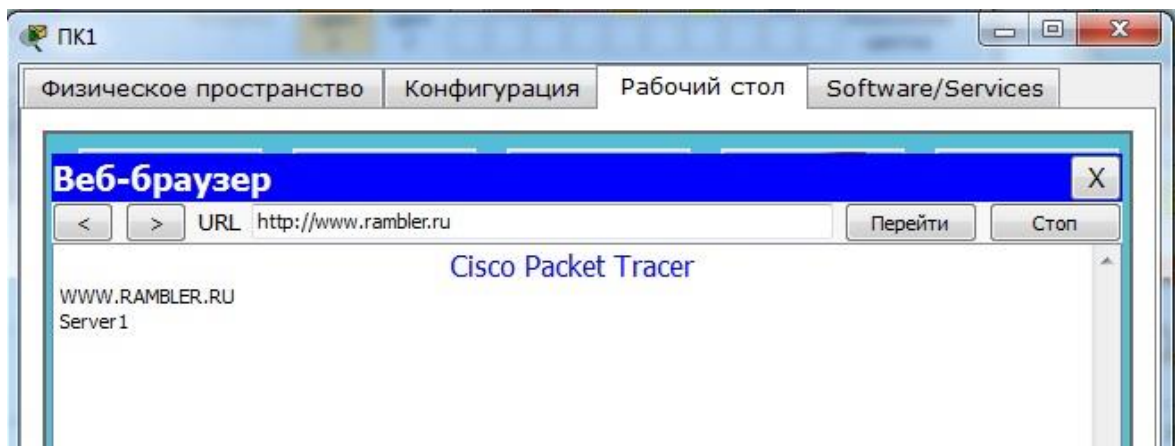 ПК1
Физическое пространство Конфигурация Рабочий стол Software/Services
Веб-браузер X
< > URL http://www.rambler.ru Перейти Стоп
Cisco Packet Tracer
WWW.RAMBLER.RU
Server1